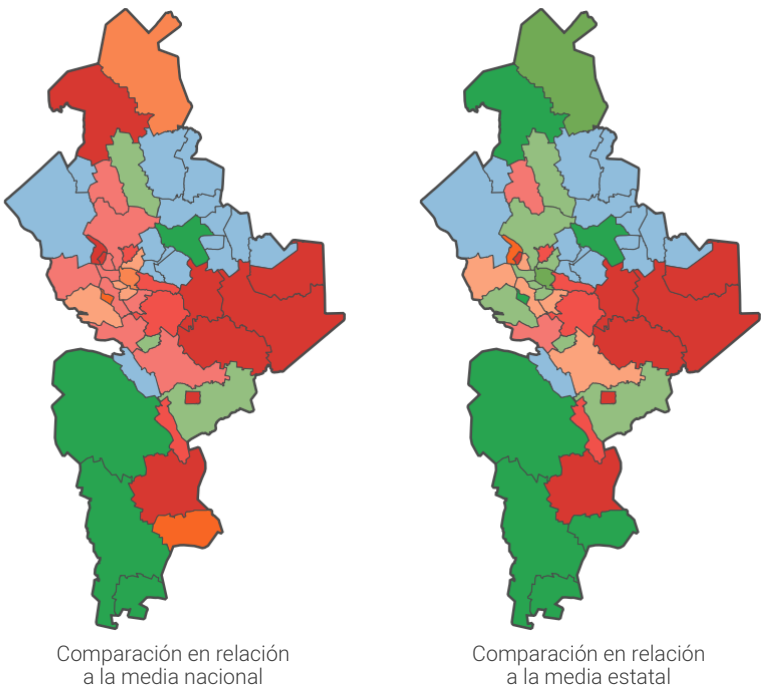 Comparación en relación
a la media nacional
Comparación en relación
a la media estatal